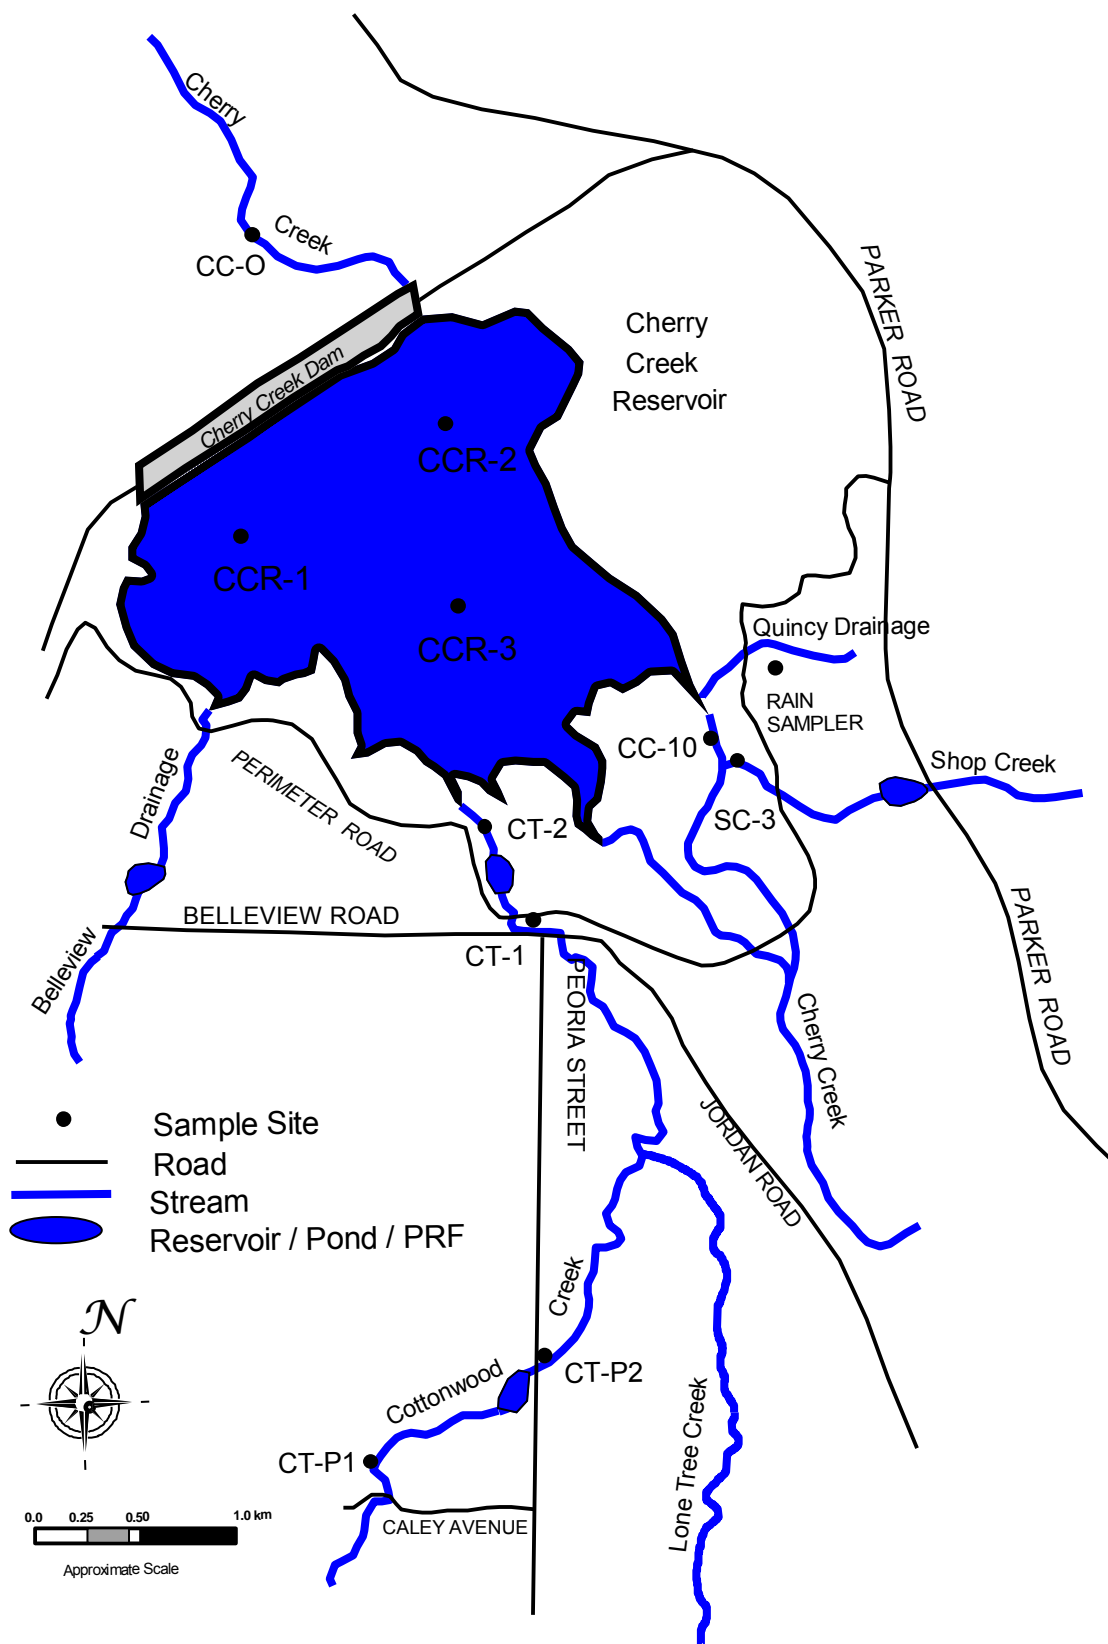 Cherry
Creek
CC-O
PARKER ROAD
Cherry
Creek
Reservoir
Cherry Creek Dam
CCR-2
CCR-1
CCR-3
Quincy Drainage
RAIN
SAMPLER
CC-10
Shop Creek
SC-3
PERIMETER ROAD
Drainage
Belleview
CT-2
BELLEVIEW ROAD
CT-1
PEORIA STREET
PARKER ROAD
Cherry Creek
JORDAN ROAD
Sample Site
Road
Stream
Reservoir / Pond / PRF
N
Creek
Cottonwood
CT-P2
CT-P1
Lone Tree Creek
CALEY AVENUE
0.0 0.25 0.50 1.0 km
Approximate Scale